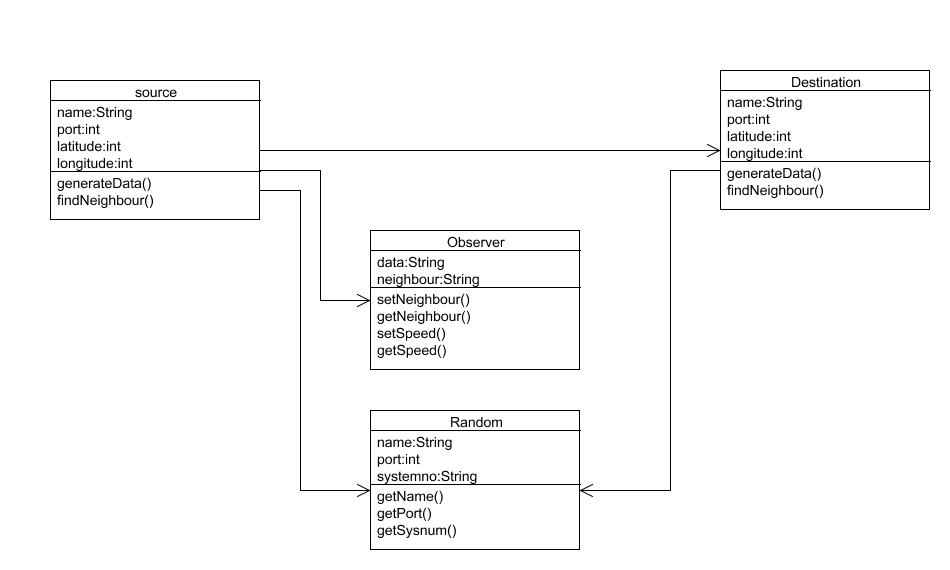 source
name:String
port:int
latitude:int
longitude:int
generateData()
findNeighbour()
Destination
name:String
port:int
latitude:int
longitude:int
generateData()
findNeighbour()
Observer
data:String
neighbour:String
setNeighbour()
getNeighbour()
setSpeed()
getSpeed()
Random
name:String
port:int
systemno:String
getName()
getPort()
getSysnum()